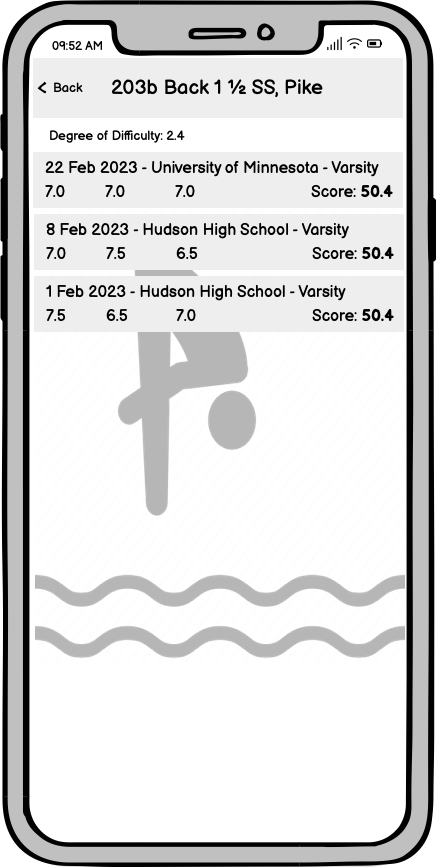 09:52 AM
< Back 203b Back 1 ½ SS, Pike
Degree of Difficulty: 2.4
22 Feb 2023 - University of Minnesota - Varsity
7.0 7.0 7.0 Score: 50.4
8 Feb 2023 - Hudson High School - Varsity
7.0 7.5 6.5 Score: 50.4
1 Feb 2023 - Hudson High School - Varsity
7.5 6.5 7.0 Score: 50.4